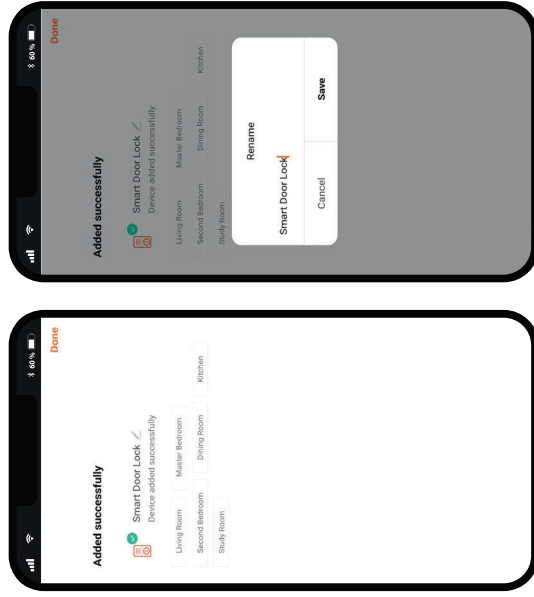 60%
Done
Added successfully
Smart Door Lock
Device added successfully
Living Room Master Bedroom
Second Bedroom Dining Room Kitchen
Study Room
60%
Done
Added successfully
Smart Door Lock
Device added successfully
Living Room Master Bedroom
Second Bedroom Dining Room Kitchen
Study Room
Rename
Smart Door Lock
Cancel Save